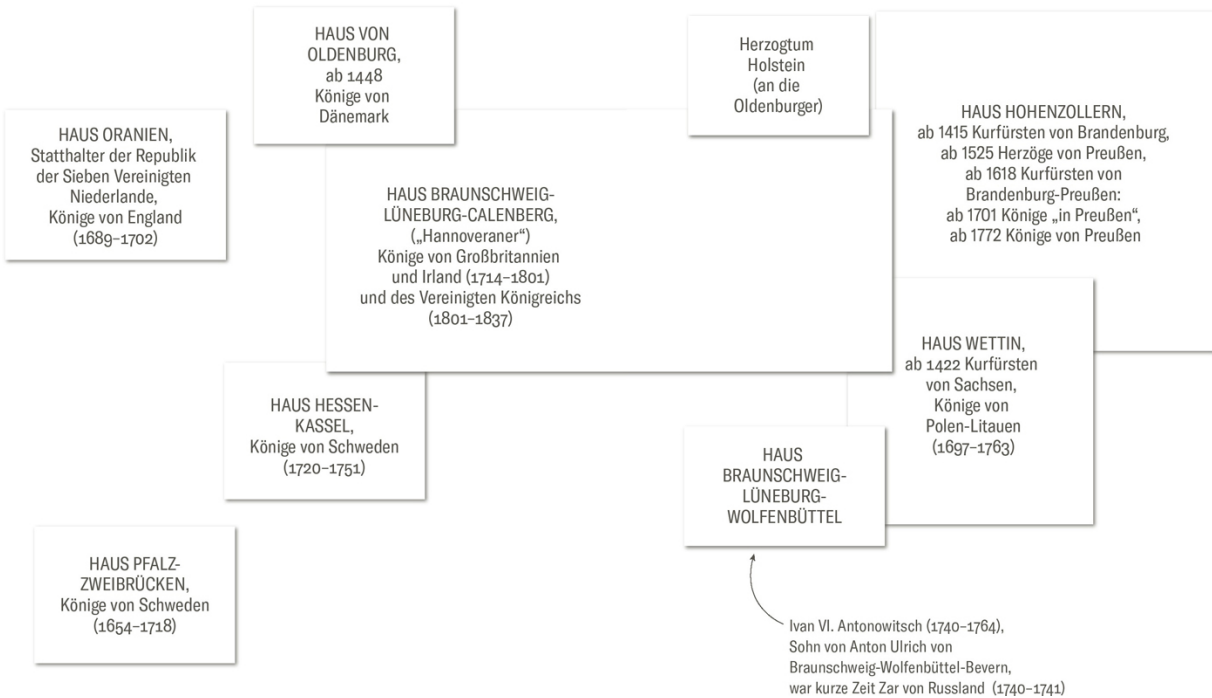 HAUS VON
OLDENBURG,
ab 1448
Könige von
Dänemark
Herzogtum
Holstein
(an die
Oldenburger)
HAUS ORANIEN,
Statthalter der Republik
der Sieben Vereinigten
Niederlande,
Könige von England
(1689–1702)
HAUS HOHENZOLLERN,
ab 1415 Kurfürsten von Brandenburg,
ab 1525 Herzöge von Preußen,
ab 1618 Kurfürsten von
Brandenburg-Preußen:
ab 1701 Könige „in Preußen“,
ab 1772 Könige von Preußen
HAUS BRAUNSCHWEIG-
LÜNEBURG-CALENBERG,
(„Hannoveraner“)
Könige von Großbritannien
und Irland (1714–1801)
und des Vereinigten Königreichs
(1801–1837)
HAUS WETTIN,
ab 1422 Kurfürsten
von Sachsen,
Könige von
Polen-Litauen
(1697–1763)
HAUS HESSEN-
KASSEL,
Könige von Schweden
(1720–1751)
HAUS
BRAUNSCHWEIG-
LÜNEBURG-
WOLFENBÜTTEL
HAUS PFALZ-
ZWEIBRÜCKEN,
Könige von Schweden
(1654–1718)
Ivan VI. Antonowitsch (1740–1764),
Sohn von Anton Ulrich von
Braunschweig-Wolfenbüttel-Bevern,
war kurze Zeit Zar von Russland (1740–1741)